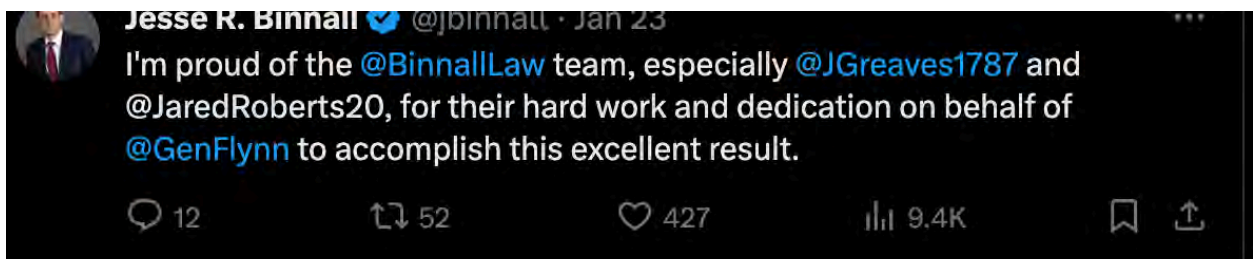 Jesse R. Binnall @jbinnall · Jan 23
I'm proud of the @BinnallLaw team, especially @JGreaves1787 and
@JaredRoberts20, for their hard work and dedication on behalf of
@GenFlynn to accomplish this excellent result.
12 52 427 9.4K